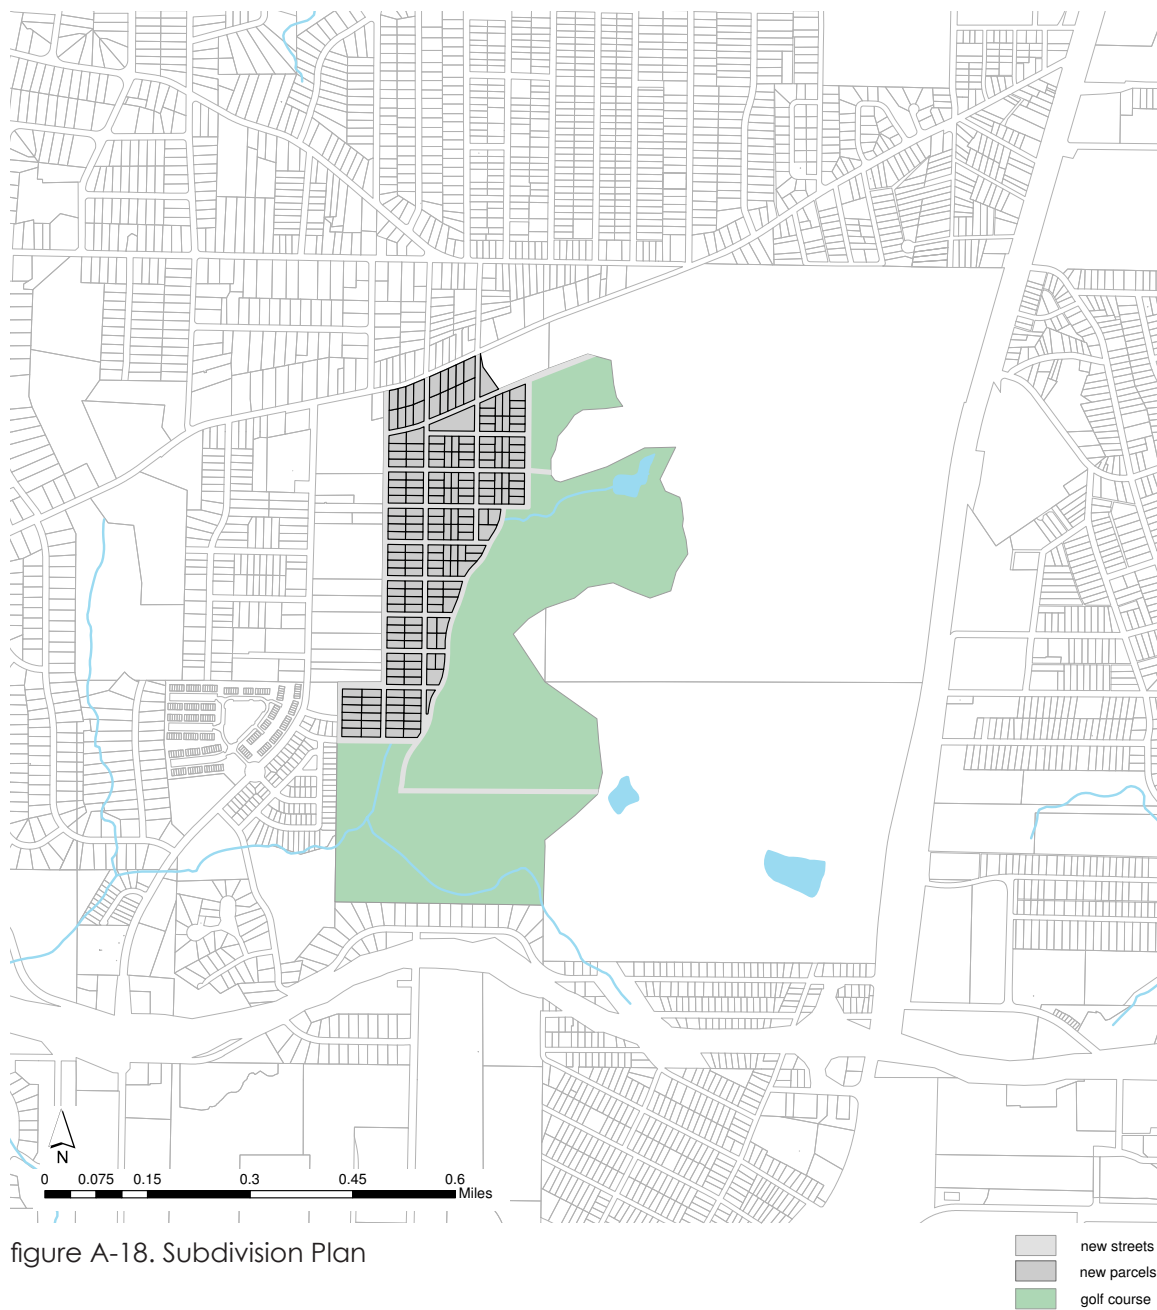 N
0 0.075 0.15 0.3 0.45 0.6
Miles
figure A-18. Subdivision Plan
new streets
new parcels
golf course